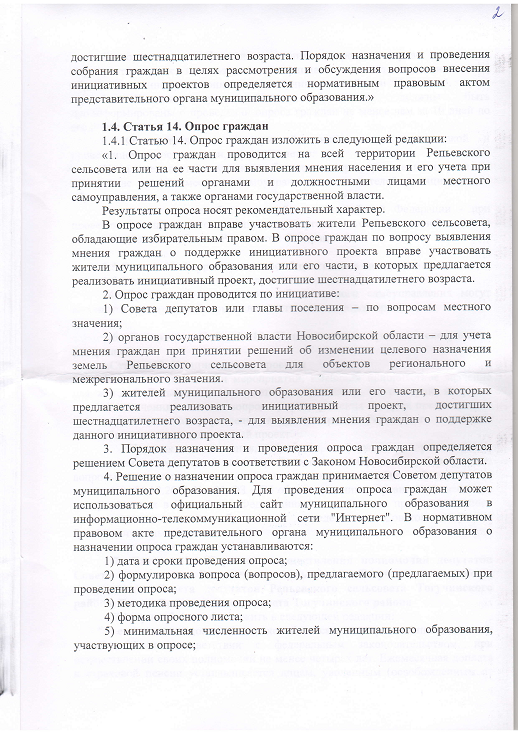 2
достигшие шестнадцатилетнего возраста. Порядок назначения и проведения
собрания граждан в целях рассмотрения и обсуждения вопросов внесения
инициативных проектов определяется нормативным правовым актом
представительного органа муниципального образования.»
1.4. Статья 14. Опрос граждан
1.4.1 Статью 14. Опрос граждан изложить в следующей редакции:
«1. Опрос граждан проводится на всей территории Репьевского
сельсовета или на ее части для выявления мнения населения и его учета при
принятии решений органами и должностными лицами местного
самоуправления, а также органами государственной власти.
Результаты опроса носят рекомендательный характер.
В опросе граждан вправе участвовать жители Репьевского сельсовета,
обладающие избирательным правом. В опросе граждан по вопросу выявления
мнения граждан о поддержке инициативного проекта вправе участвовать
жители муниципального образования или его части, в которых предлагается
реализовать инициативный проект, достигшие шестнадцатилетнего возраста.
2. Опрос граждан проводится по инициативе:
1) Совета депутатов или главы поселения – по вопросам местного
значения;
2) органов государственной власти Новосибирской области – для учета
мнения граждан при принятии решений об изменении целевого назначения
земель Репьевского сельсовета для объектов регионального и
межрегионального значения.
3) жителей муниципального образования или его части, в которых
предлагается реализовать инициативный проект, достигших
шестнадцатилетнего возраста, - для выявления мнения граждан о поддержке
данного инициативного проекта.
3. Порядок назначения и проведения опроса граждан определяется
решением Совета депутатов в соответствии с Законом Новосибирской области.
4. Решение о назначении опроса граждан принимается Советом депутатов
муниципального образования. Для проведения опроса граждан может
использоваться официальный сайт муниципального образования в
информационно-телекоммуникационной сети "Интернет". В нормативном
правовом акте представительного органа муниципального образования о
назначении опроса граждан устанавливаются:
1) дата и сроки проведения опроса;
2) формулировка вопроса (вопросов), предлагаемого (предлагаемых) при
проведении опроса;
3) методика проведения опроса;
4) форма опросного листа;
5) минимальная численность жителей муниципального образования,
участвующих в опросе;